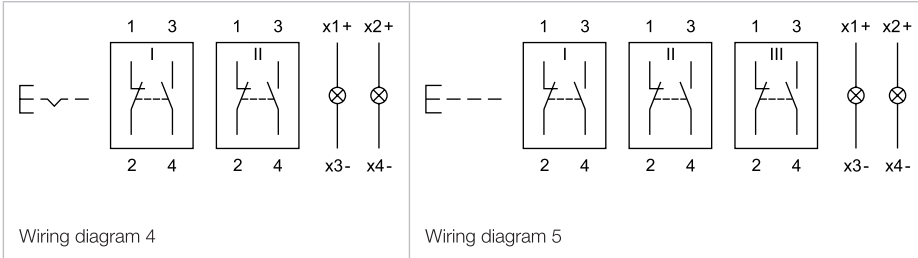 1 3 1 3 x1+ x2+
I II
2 4 2 4 x3- x4-
Wiring diagram 4
1 3 1 3 1 3 x1+ x2+
I II III
2 4 2 4 2 4 x3- x4-
Wiring diagram 5